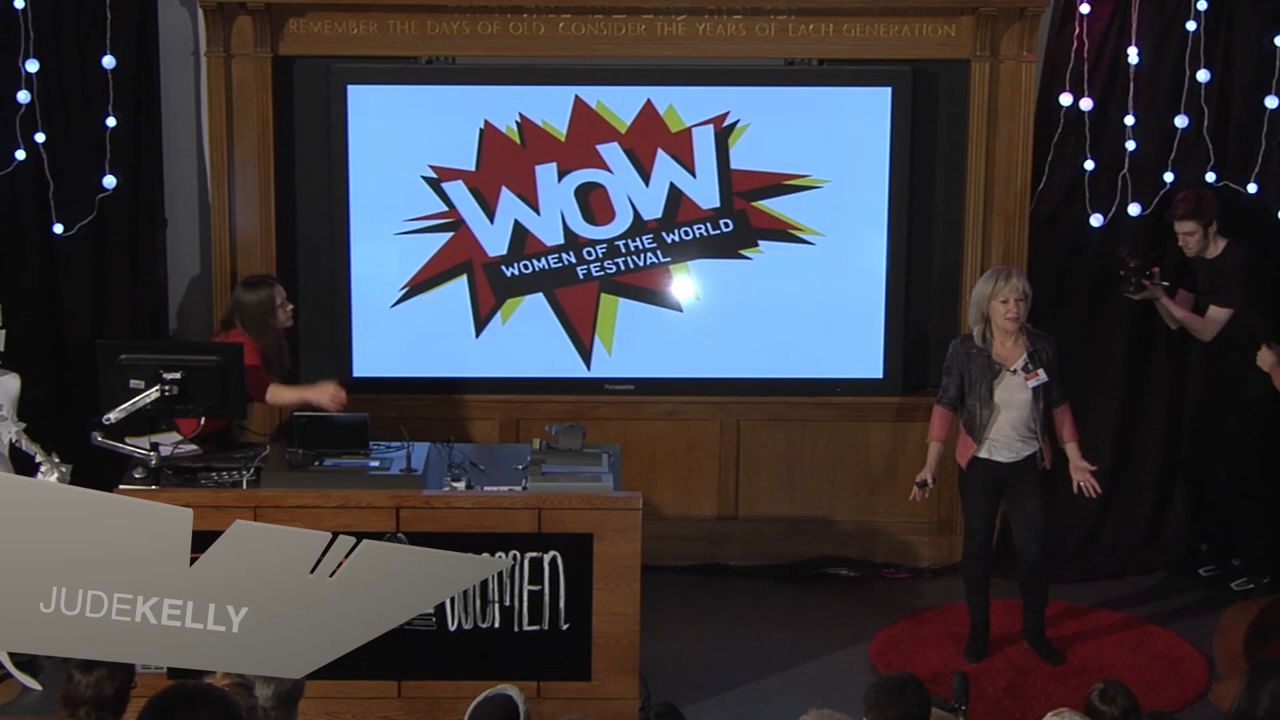 REMEMBER THE DAYS OF OLD CONSIDER THE YEARS OF EACH GENERATION
WOW
WOMEN OF THE WORLD
FESTIVAL
Panasonic
WOMEN
JUDEKELLY